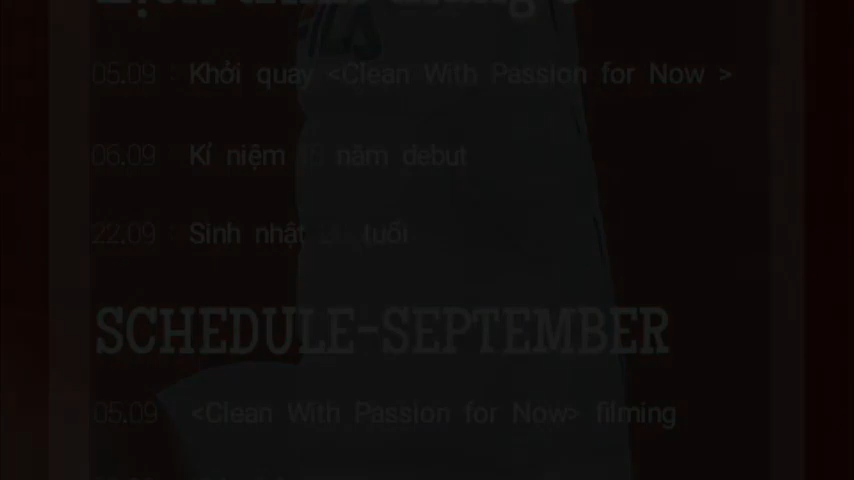 05.09 : Khởi quay <Clean With Passion for Now >
06.09 Kỉ niệm năm debut
22.09 : Sinh nhật tuổi
SCHEDULE-SEPTEMBER
05.09 <Clean With Passion for Now> filming